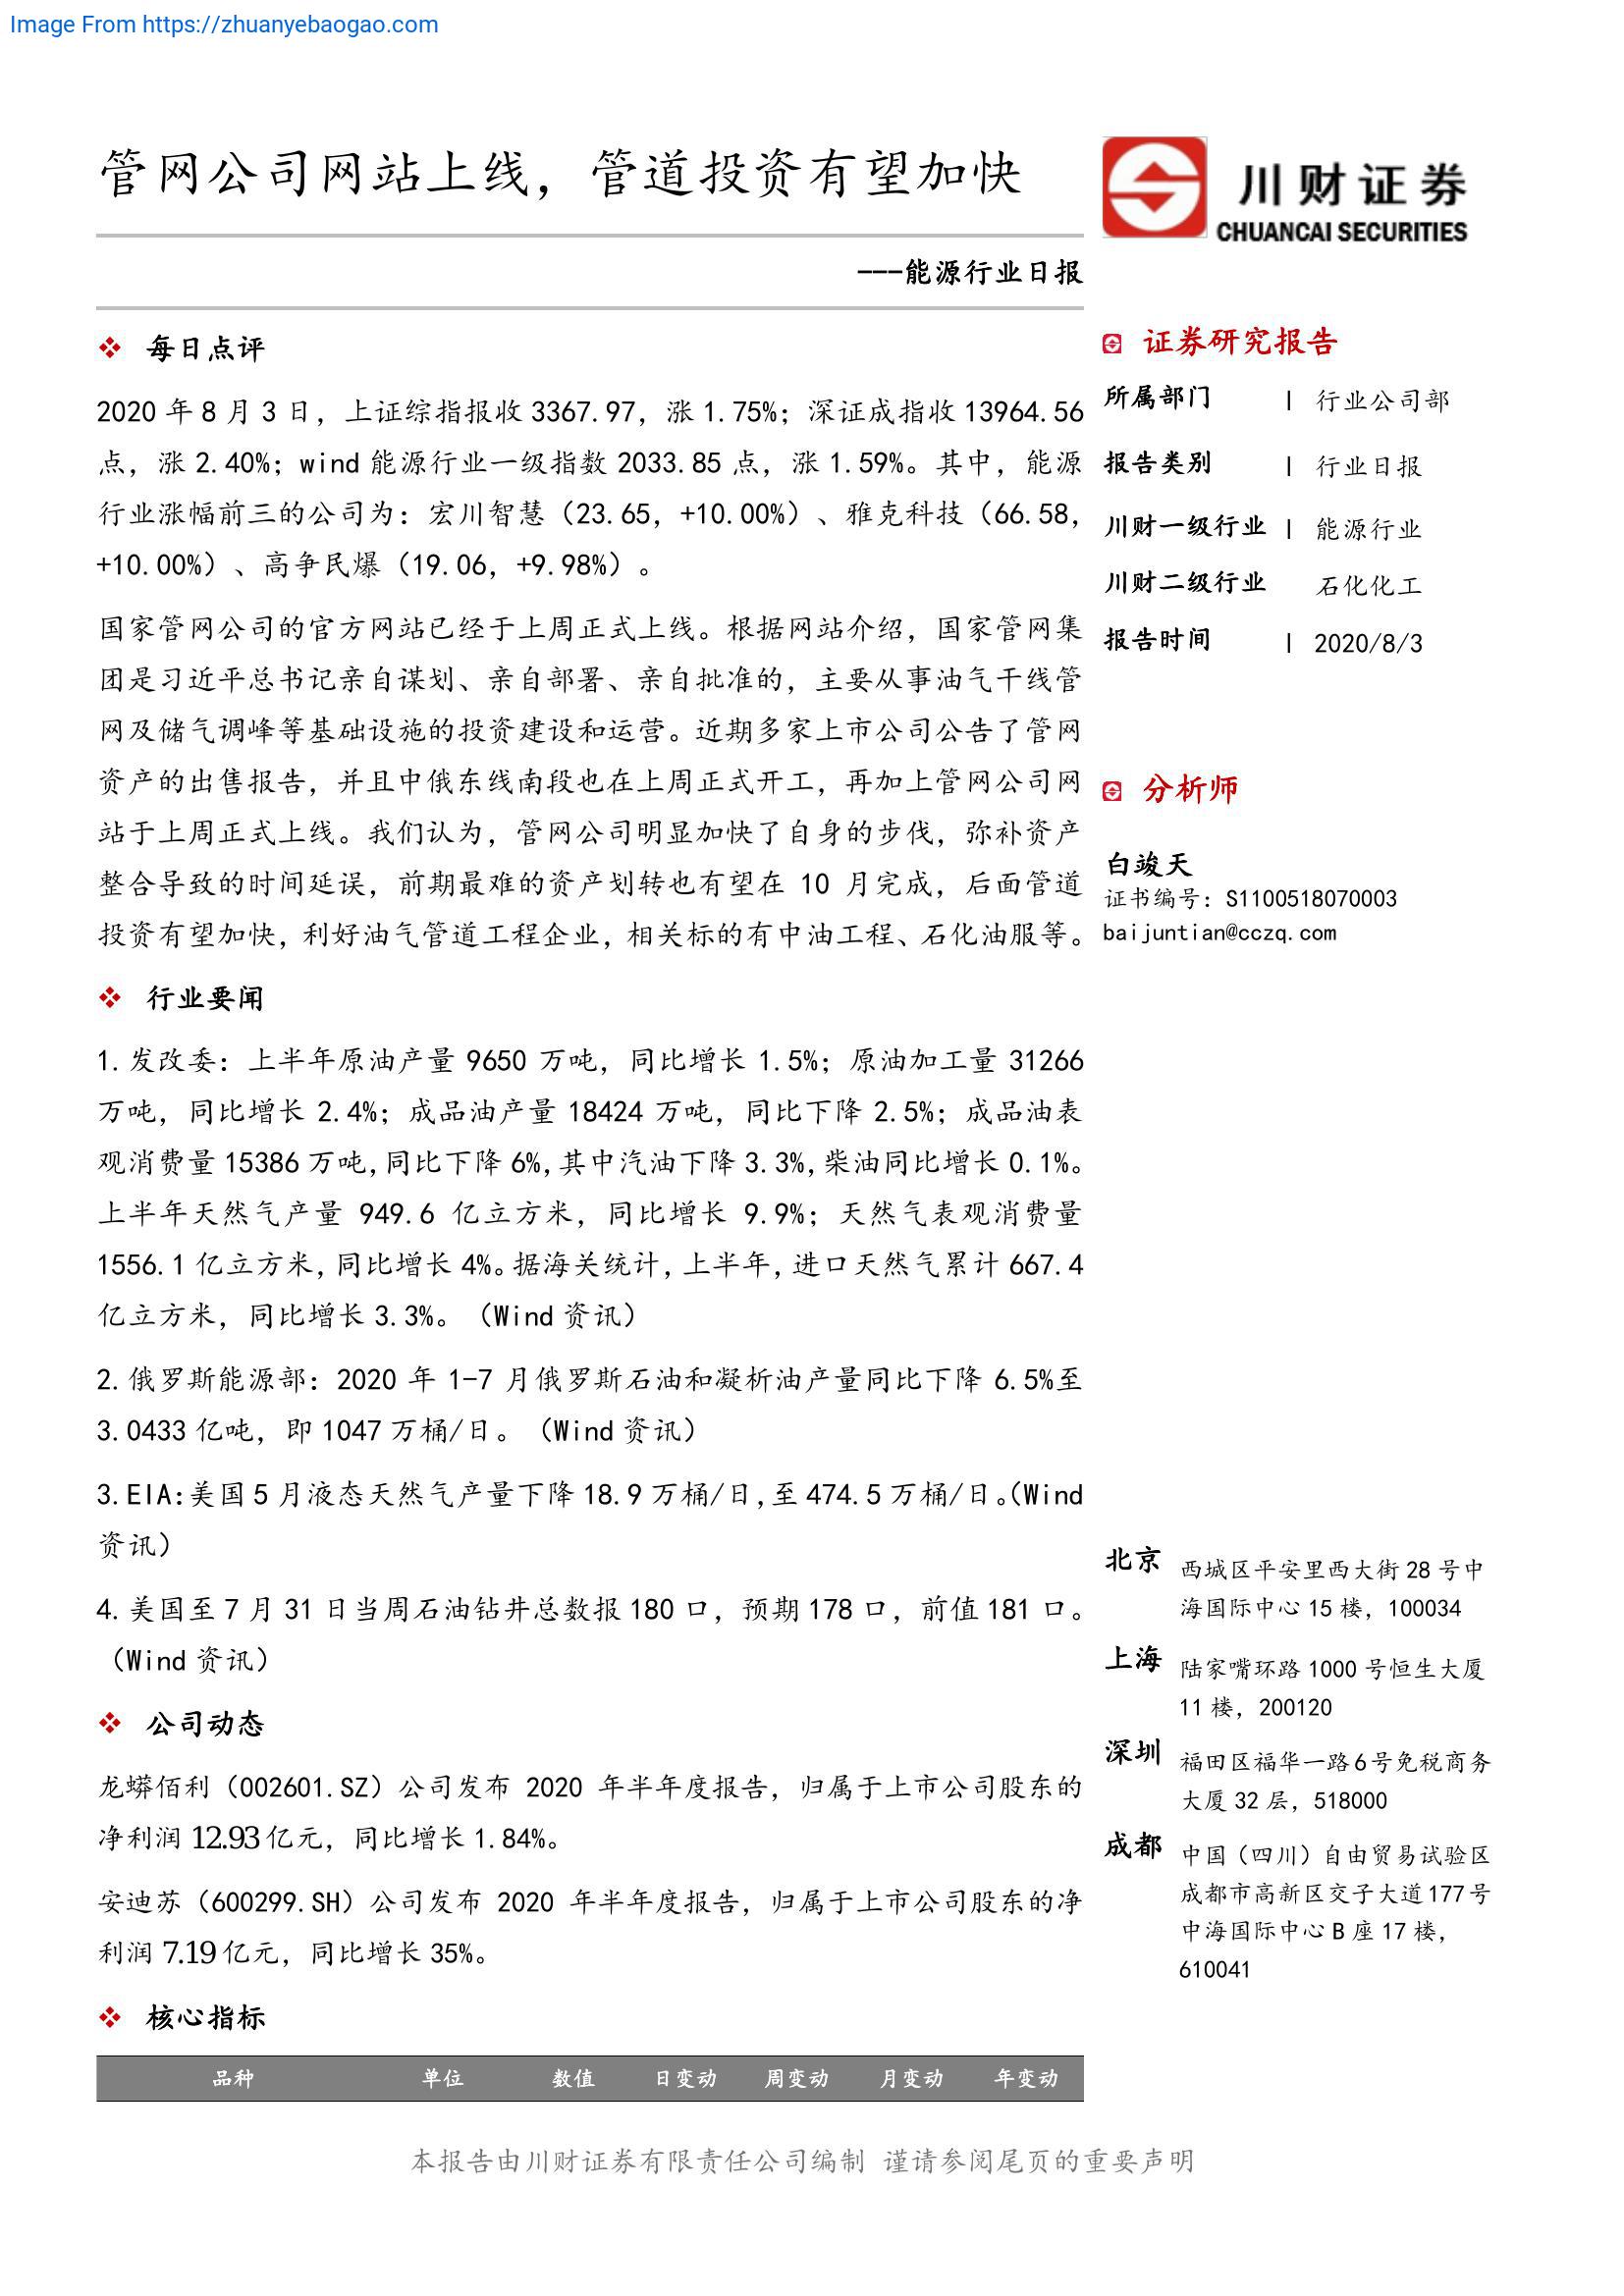 Image From https://zhuanyebaogao.com
管网公司网站上线，管道投资有望加快
川财证券
CHUANCAI SECURITIES
---能源行业日报
每日点评
2020 年 8 月 3 日，上证综指报收 3367.97，涨 1.75%；深证成指收 13964.56
点，涨 2.40%；wind 能源行业一级指数 2033.85 点，涨 1.59%。其中，能源
行业涨幅前三的公司为：宏川智慧（23.65，+10.00%）、雅克科技（66.58，
+10.00%）、高争民爆（19.06，+9.98%）。
国家管网公司的官方网站已经于上周正式上线。根据网站介绍，国家管网集
团是习近平总书记亲自谋划、亲自部署、亲自批准的，主要从事油气干线管
网及储气调峰等基础设施的投资建设和运营。近期多家上市公司公告了管网
资产的出售报告，并且中俄东线南段也在上周正式开工，再加上管网公司网
站于上周正式上线。我们认为，管网公司明显加快了自身的步伐，弥补资产
整合导致的时间延误，前期最难的资产划转也有望在 10 月完成，后面管道
投资有望加快，利好油气管道工程企业，相关标的有中油工程、石化油服等。
行业要闻
1.发改委：上半年原油产量 9650 万吨，同比增长 1.5%；原油加工量 31266
万吨，同比增长 2.4%；成品油产量 18424 万吨，同比下降 2.5%；成品油表
观消费量 15386 万吨，同比下降 6%，其中汽油下降 3.3%，柴油同比增长 0.1%。
上半年天然气产量 949.6 亿立方米，同比增长 9.9%；天然气表观消费量
1556.1 亿立方米，同比增长 4%。据海关统计，上半年，进口天然气累计 667.4
亿立方米，同比增长 3.3%。（Wind 资讯）
2.俄罗斯能源部：2020 年 1-7 月俄罗斯石油和凝析油产量同比下降 6.5%至
3.0433 亿吨，即 1047 万桶/日。（Wind 资讯）
3.EIA：美国 5 月液态天然气产量下降 18.9 万桶/日，至 474.5 万桶/日。（Wind
资讯）
4.美国至 7 月 31 日当周石油钻井总数报 180 口，预期 178 口，前值 181 口。
（Wind 资讯）
公司动态
龙蟒佰利（002601.SZ）公司发布 2020 年半年度报告，归属于上市公司股东的
净利润 12.93 亿元，同比增长 1.84%。
安迪苏（600299.SH）公司发布 2020 年半年度报告，归属于上市公司股东的净
利润 7.19 亿元，同比增长 35%。
核心指标
品种 单位 数值 日变动 周变动 月变动 年变动
证券研究报告
所属部门 | 行业公司部
报告类别 | 行业日报
川财一级行业 | 能源行业
川财二级行业 石化化工
报告时间 | 2020/8/3
分析师
白竣天
证书编号：S1100518070003
baijuntian@cczq.com
北京 西城区平安里西大街 28 号中
海国际中心 15 楼，100034
上海 陆家嘴环路 1000 号恒生大厦
11 楼，200120
深圳 福田区福华一路 6 号免税商务
大厦 32 层，518000
成都 中国（四川）自由贸易试验区
成都市高新区交子大道 177 号
中海国际中心 B 座 17 楼，
610041
本报告由川财证券有限责任公司编制 谨请参阅尾页的重要声明